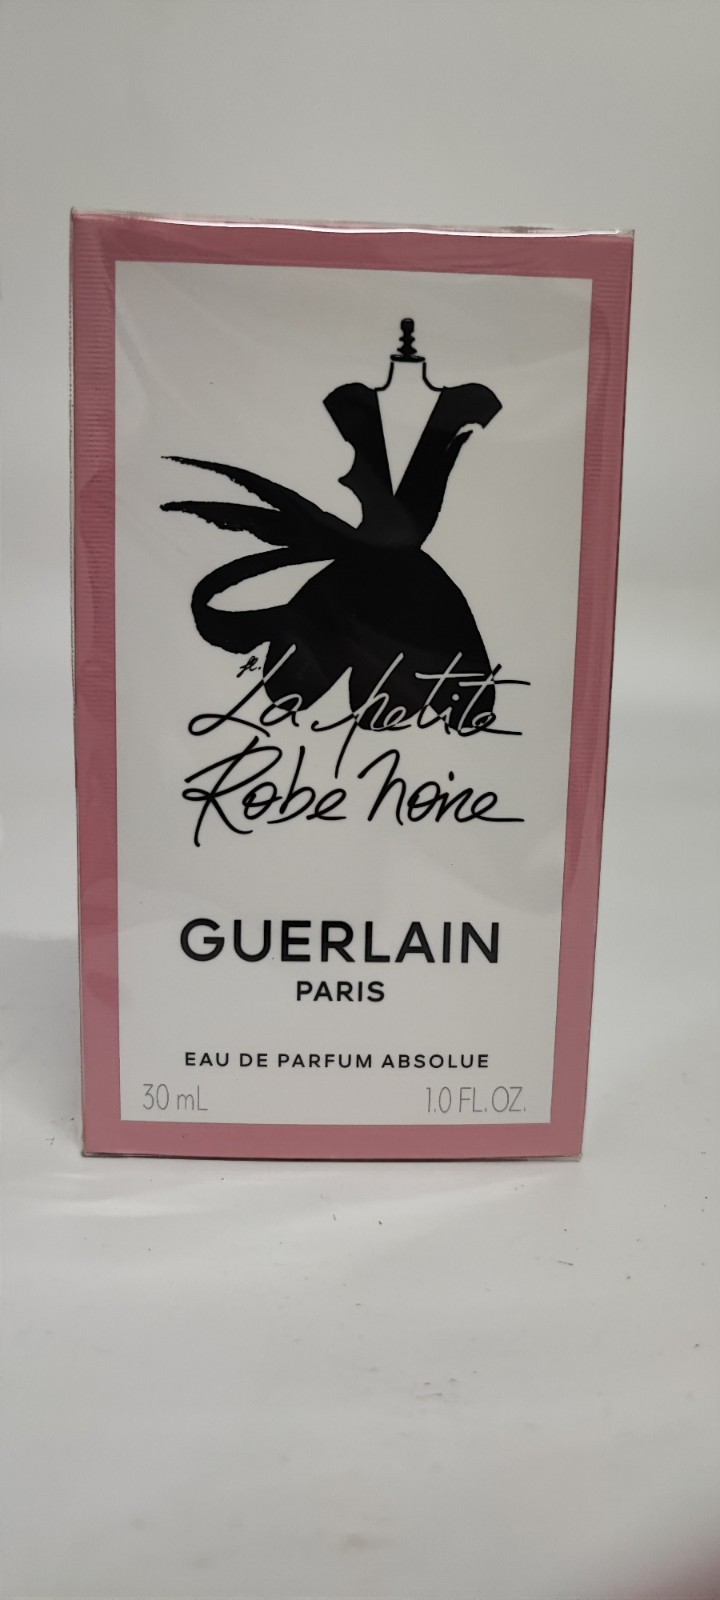 La petite
Robe Noire
GUERLAIN
PARIS
EAU DE PARFUM ABSOLUE
30 mL 1.0 FL.OZ.